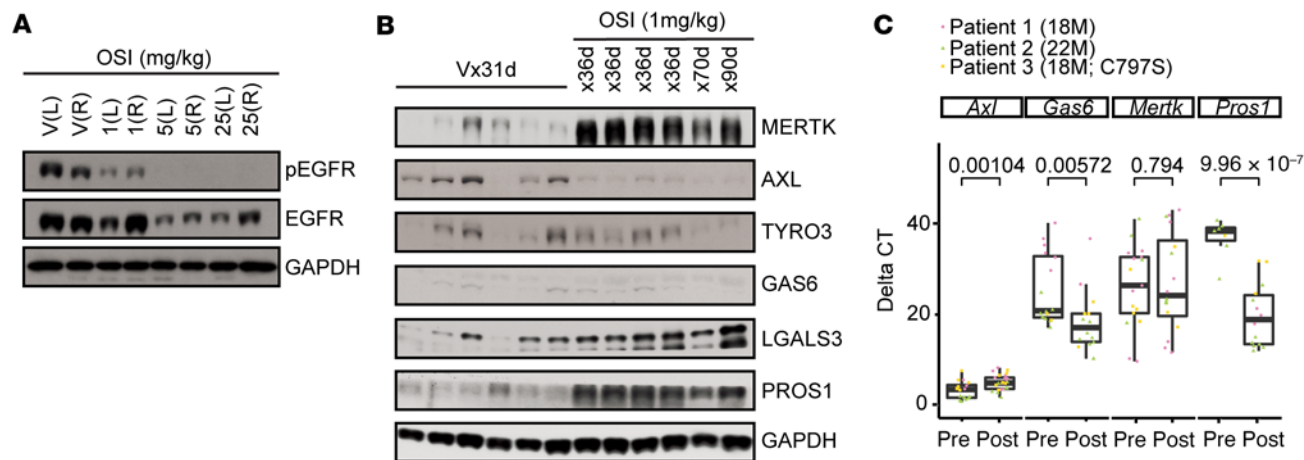 A
OSI (mg/kg)
V(L) V(R) 1(L) 1(R) 5(L) 5(R) 25(L) 25(R)
pEGFR
EGFR
GAPDH
B
OSI (1mg/kg)
Vx31d
x36d x36d x36d x36d x70d x90d
MERTK
AXL
TYRO3
GAS6
LGALS3
PROS1
GAPDH
C
Patient 1 (18M)
Patient 2 (22M)
Patient 3 (18M; C797S)
Axl Gas6 Mertk Pros1
0.00104 0.00572 0.794 9.96 × 10⁻⁷
Delta CT
40
20
0
Pre Post Pre Post Pre Post Pre Post